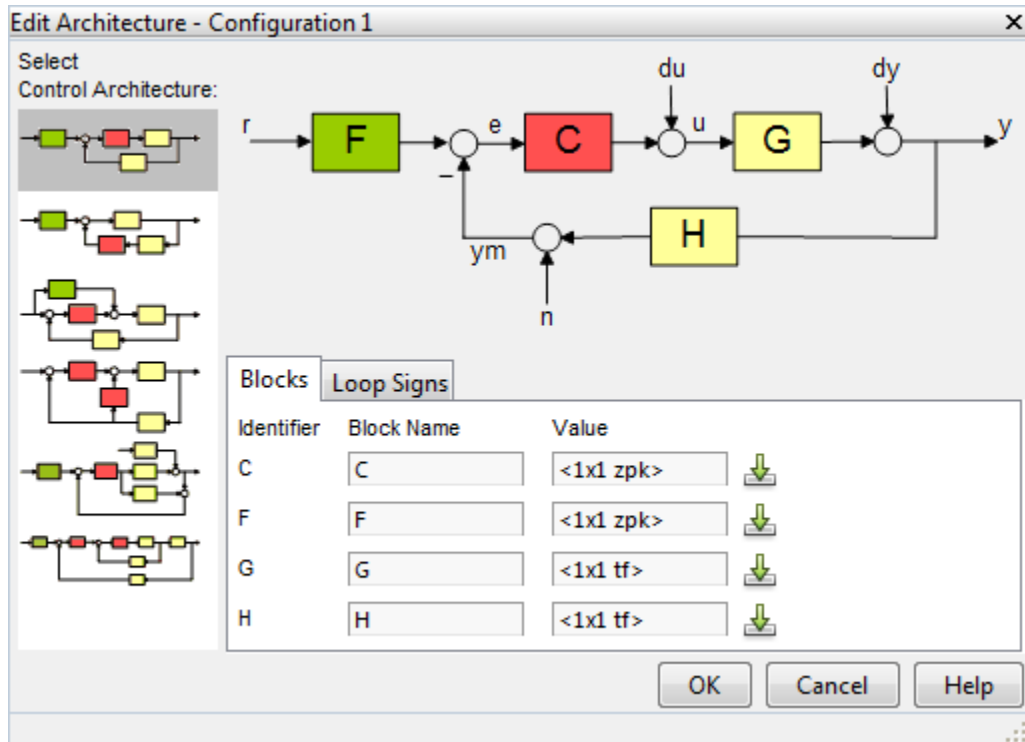 Edit Architecture - Configuration 1
Select
Control Architecture:
du
dy
r
F
e
C
u
G
y
–
ym
H
n
Blocks
Loop Signs
Identifier Block Name Value
C C <1x1 zpk>
F F <1x1 zpk>
G G <1x1 tf>
H H <1x1 tf>
OK Cancel Help